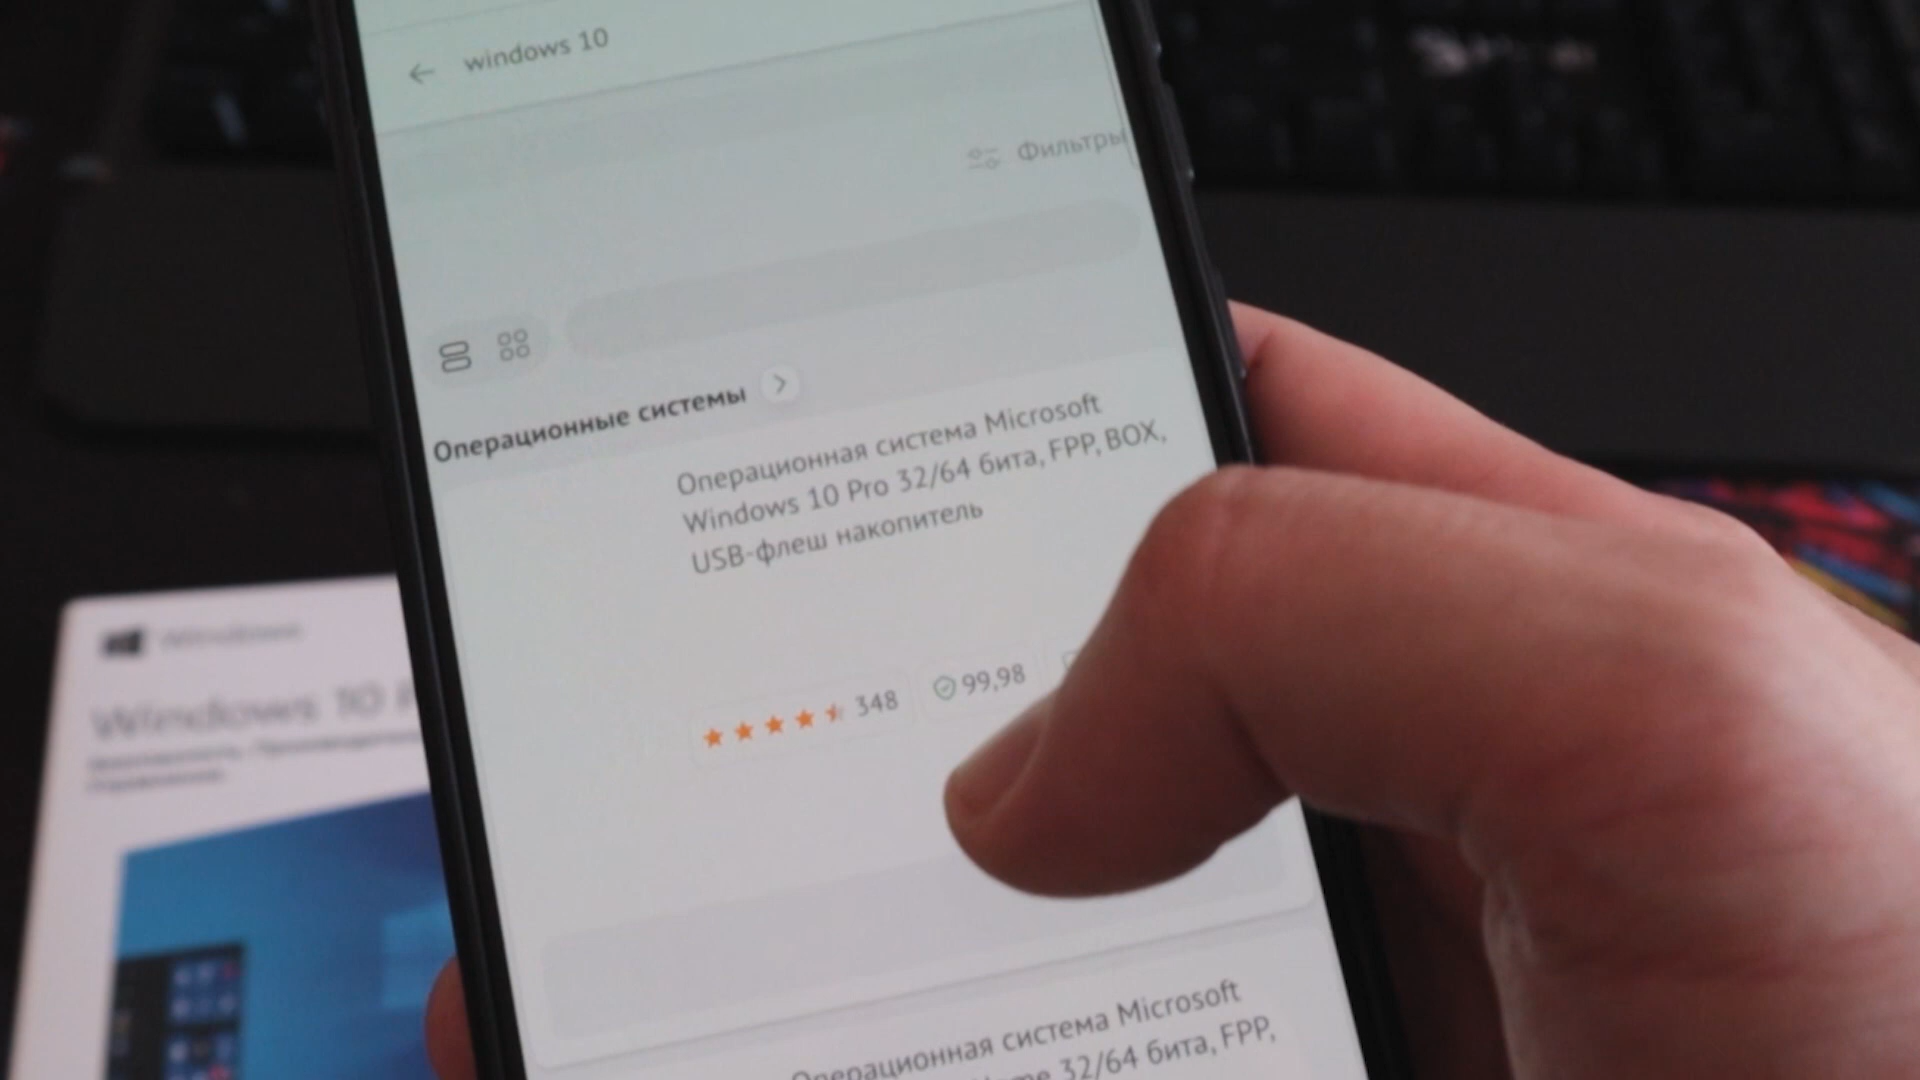 windows 10
Фильтры
Операционные системы
Операционная система Microsoft
Windows 10 Pro 32/64 бита, FPP, BOX,
USB-флеш накопитель
348
99,98
Операционная система Microsoft
32/64 бита, FPP,
Windows
Windows 10